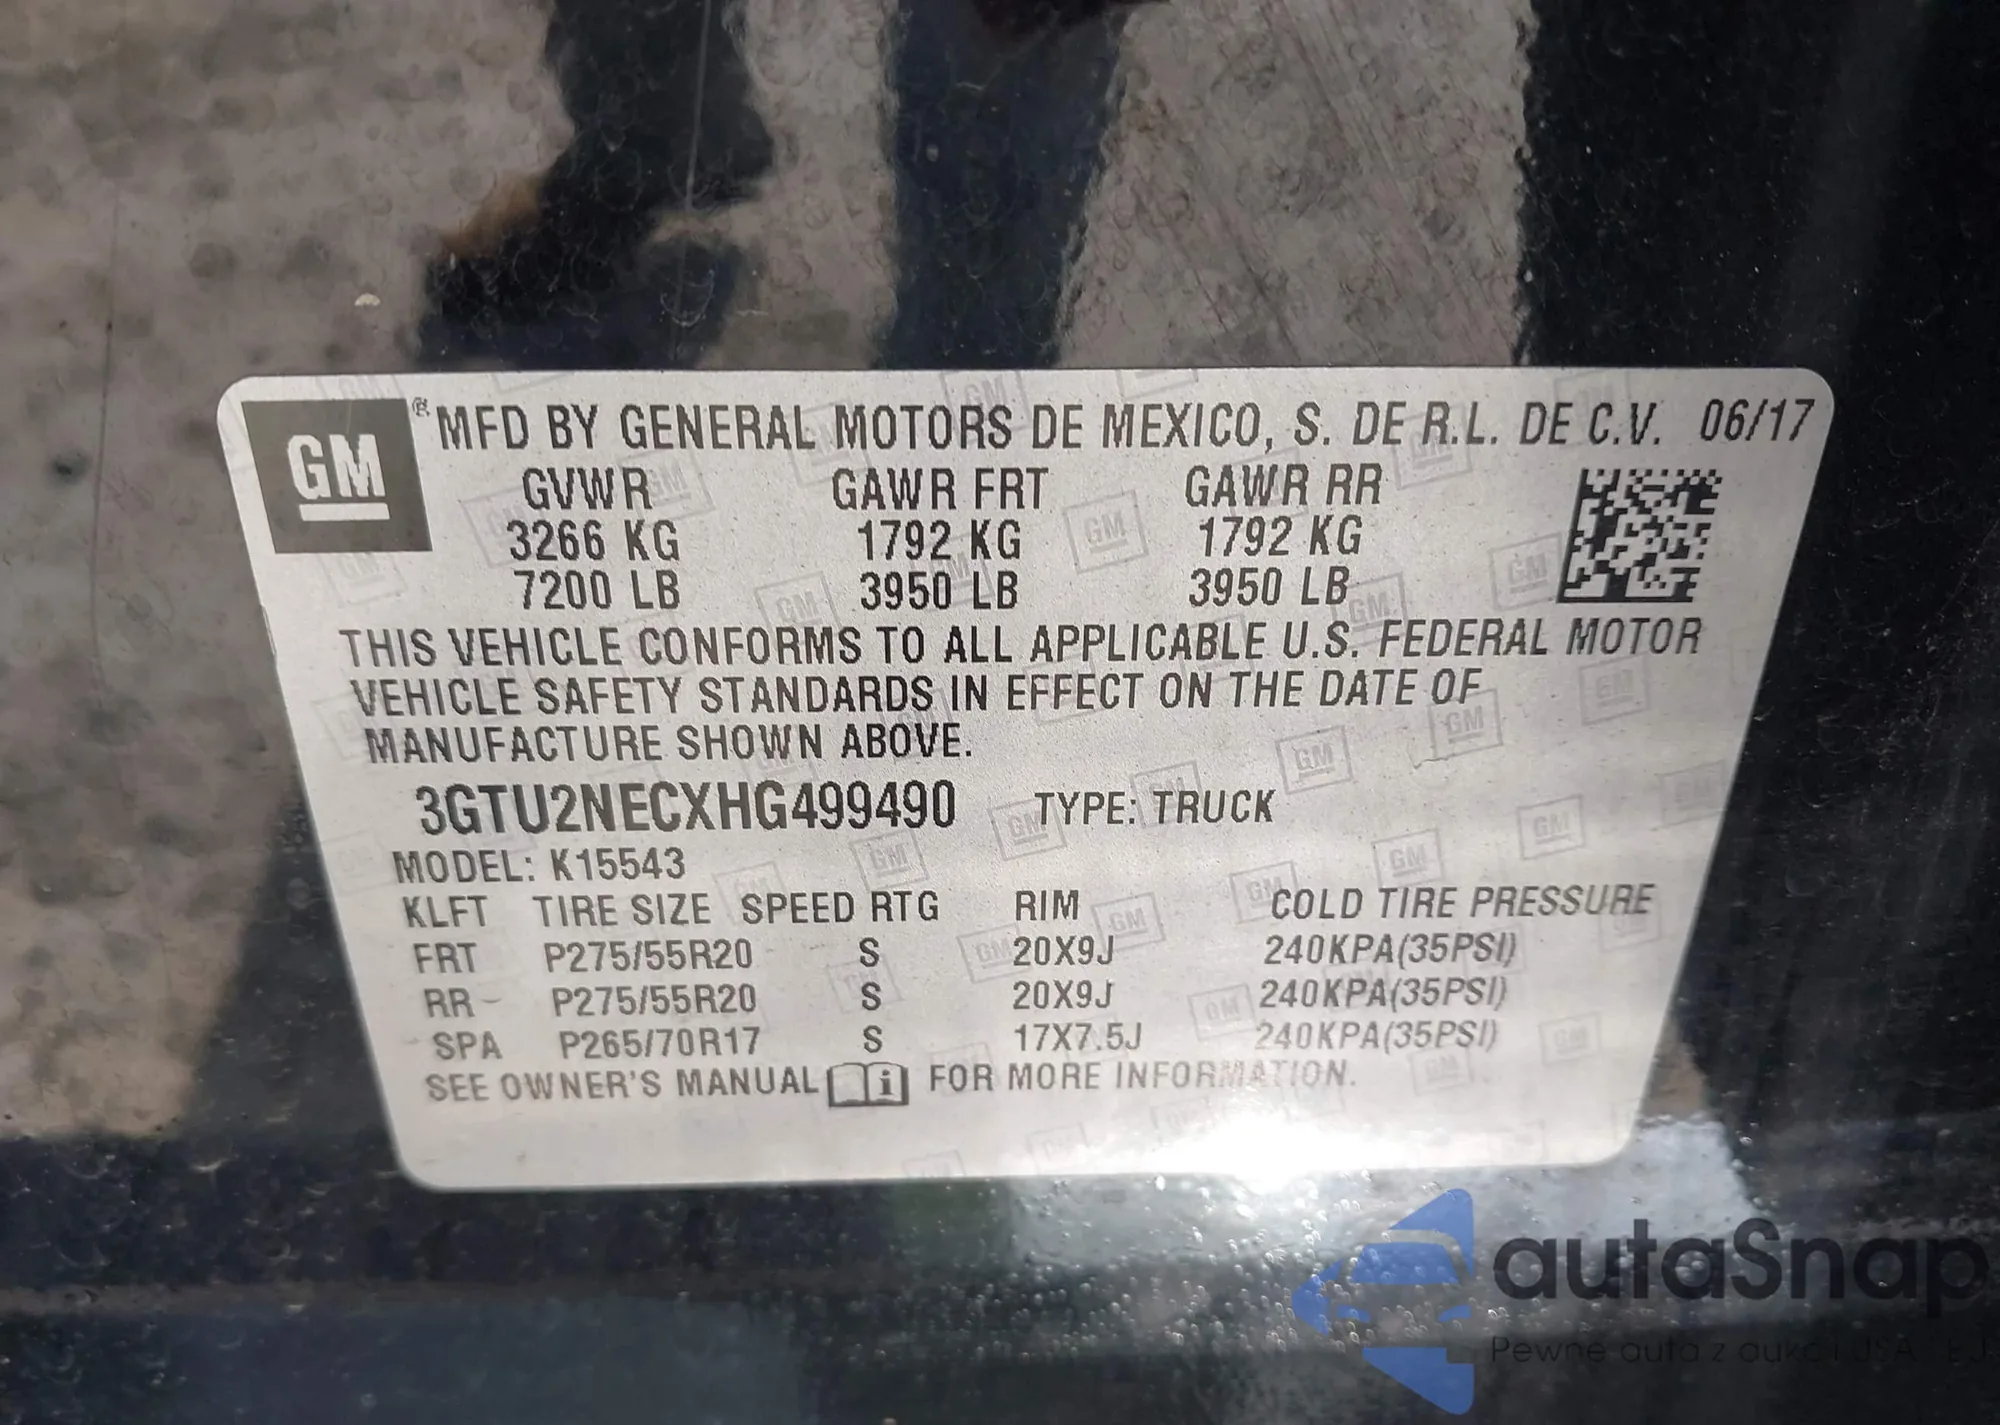 GM ® MFD BY GENERAL MOTORS DE MEXICO, S. DE R.L. DE C.V. 06/17
GVWR GAWR FRT GAWR RR
3266 KG 1792 KG 1792 KG
7200 LB 3950 LB 3950 LB
THIS VEHICLE CONFORMS TO ALL APPLICABLE U.S. FEDERAL MOTOR
VEHICLE SAFETY STANDARDS IN EFFECT ON THE DATE OF
MANUFACTURE SHOWN ABOVE.
3GTU2NECXHG499490 TYPE: TRUCK
MODEL: K15543
KLFT TIRE SIZE SPEED RTG RIM COLD TIRE PRESSURE
FRT P275/55R20 S 20X9J 240KPA(35PSI)
RR P275/55R20 S 20X9J 240KPA(35PSI)
SPA P265/70R17 S 17X7.5J 240KPA(35PSI)
SEE OWNER'S MANUAL i FOR MORE INFORMATION.
autaSnap
Pewne auta z